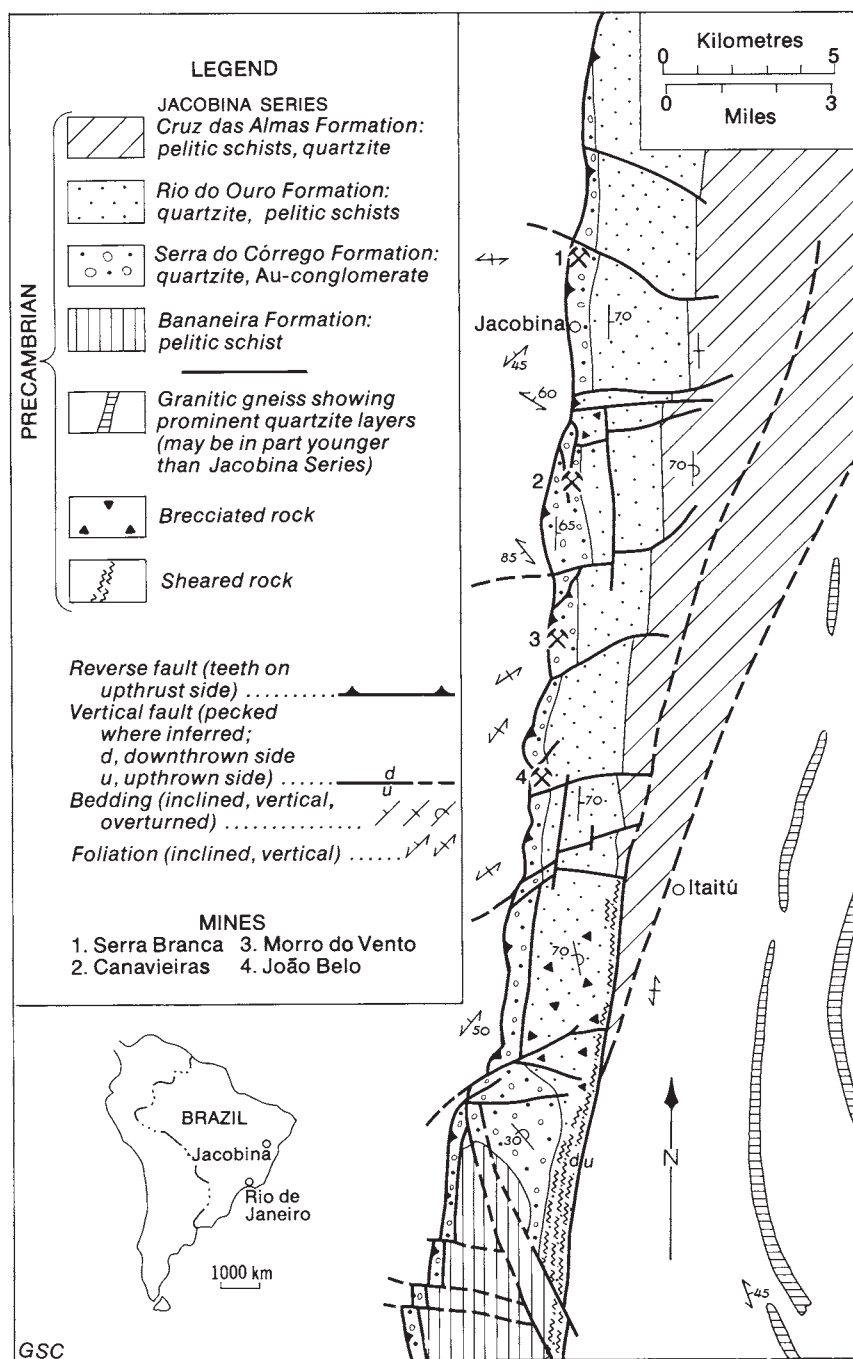 LEGEND
JACOBINA SERIES
Cruz das Almas Formation:
pelitic schists, quartzite
Rio do Ouro Formation:
quartzite, pelitic schists
Serra do Córrego Formation:
quartzite, Au-conglomerate
Bananeira Formation:
pelitic schist
Granitic gneiss showing
prominent quartzite layers
(may be in part younger
than Jacobina Series)
Brecciated rock
Sheared rock
PRECAMBRIAN
Reverse fault (teeth on
upthrust side) ..........
Vertical fault (pecked
where inferred;
d, downthrown side
u, upthrown side) .....
d
u
Bedding (inclined, vertical,
overturned) ................
Foliation (inclined, vertical) ......
MINES
1. Serra Branca 3. Morro do Vento
2. Canavieiras 4. João Belo
BRAZIL
Jacobina
Rio de
Janeiro
1000 km
GSC
Kilometres
0 5
0 3
Miles
1
Jacobina
70
45
60
2
70
65
85
3
4
70
Itaitú
70
50
N
30
d u
45